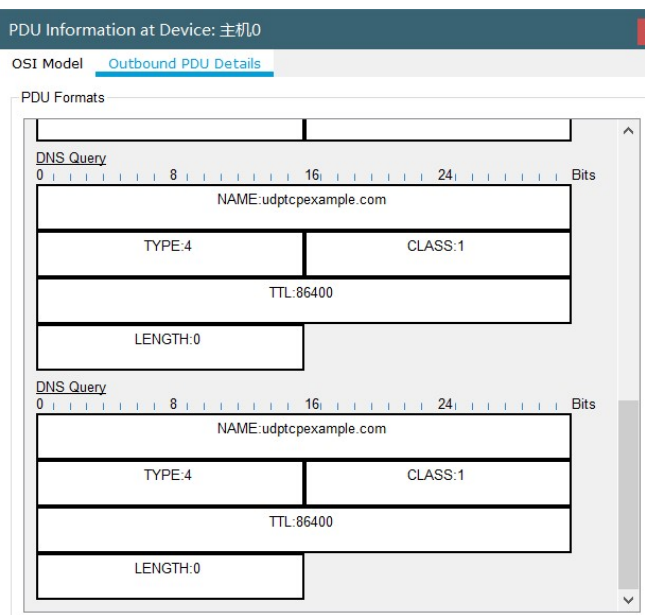 PDU Information at Device: 主机0
OSI Model Outbound PDU Details
PDU Formats
DNS Query
0 8 16 24 Bits
NAME:udptcpexample.com
TYPE:4 CLASS:1
TTL:86400
LENGTH:0
DNS Query
0 8 16 24 Bits
NAME:udptcpexample.com
TYPE:4 CLASS:1
TTL:86400
LENGTH:0